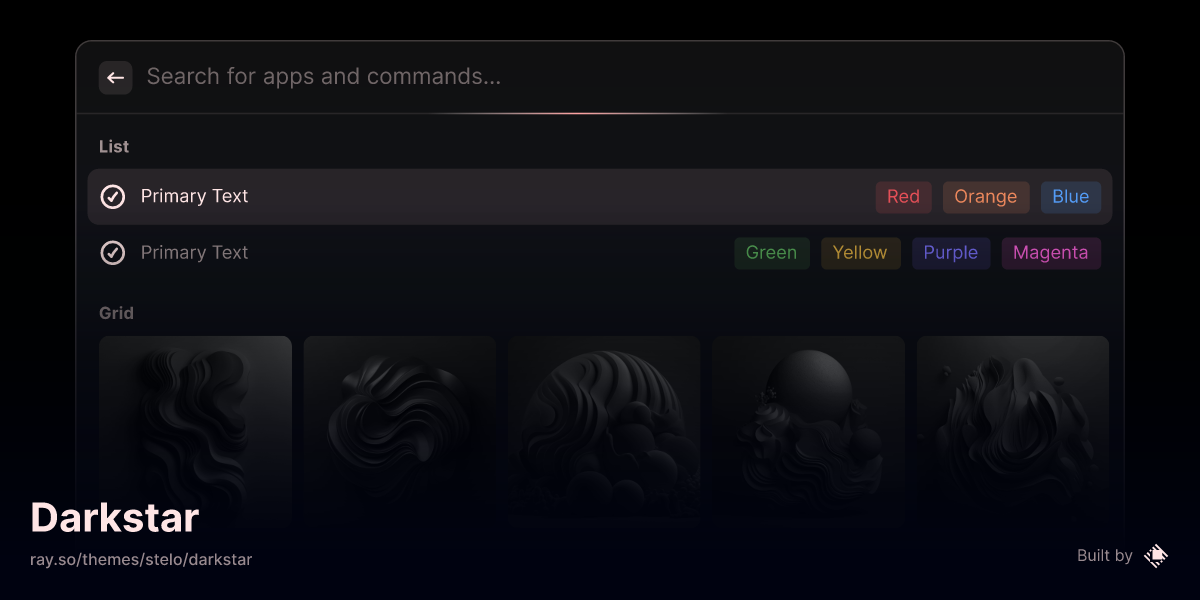 Search for apps and commands...
List
Primary Text Red Orange Blue
Primary Text Green Yellow Purple Magenta
Grid
Darkstar
ray.so/themes/stelo/darkstar
Built by